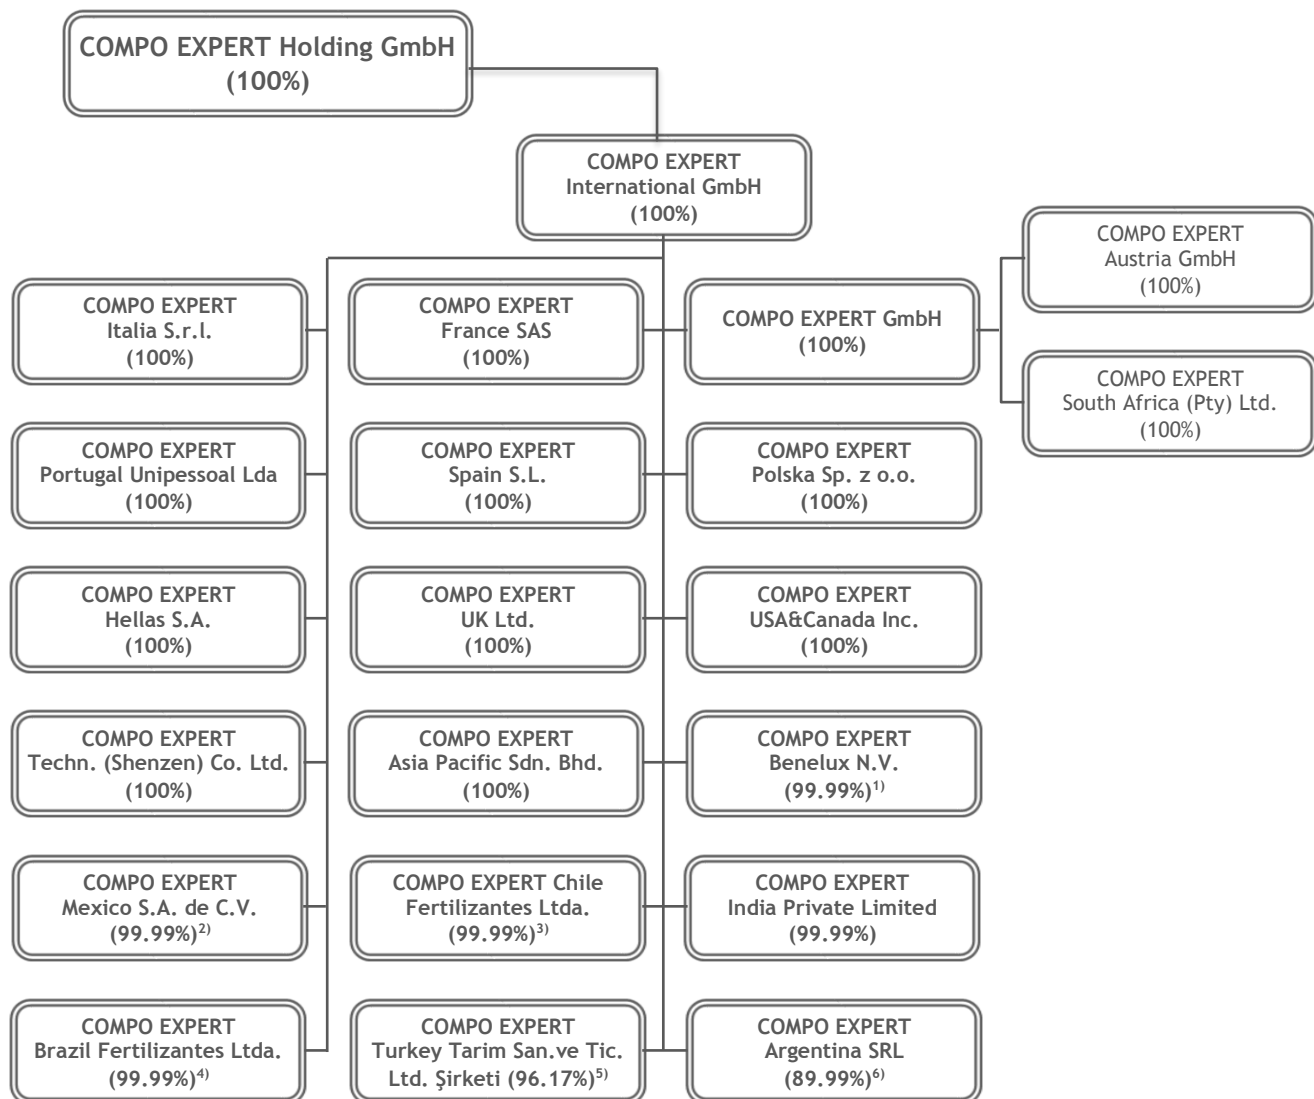 COMPO EXPERT Holding GmbH
(100%)
COMPO EXPERT
International GmbH
(100%)
COMPO EXPERT
Austria GmbH
(100%)
COMPO EXPERT
Italia S.r.l.
(100%)
COMPO EXPERT
France SAS
(100%)
COMPO EXPERT GmbH
(100%)
COMPO EXPERT
South Africa (Pty) Ltd.
(100%)
COMPO EXPERT
Portugal Unipessoal Lda
(100%)
COMPO EXPERT
Spain S.L.
(100%)
COMPO EXPERT
Polska Sp. z o.o.
(100%)
COMPO EXPERT
Hellas S.A.
(100%)
COMPO EXPERT
UK Ltd.
(100%)
COMPO EXPERT
USA&Canada Inc.
(100%)
COMPO EXPERT
Techn. (Shenzen) Co. Ltd.
(100%)
COMPO EXPERT
Asia Pacific Sdn. Bhd.
(100%)
COMPO EXPERT
Benelux N.V.
(99.99%)1)
COMPO EXPERT
Mexico S.A. de C.V.
(99.99%)2)
COMPO EXPERT Chile
Fertilizantes Ltda.
(99.99%)3)
COMPO EXPERT
India Private Limited
(99.99%)
COMPO EXPERT
Brazil Fertilizantes Ltda.
(99.99%)4)
COMPO EXPERT
Turkey Tarim San.ve Tic.
Ltd. Şirketi (96.17%)5)
COMPO EXPERT
Argentina SRL
(89.99%)6)